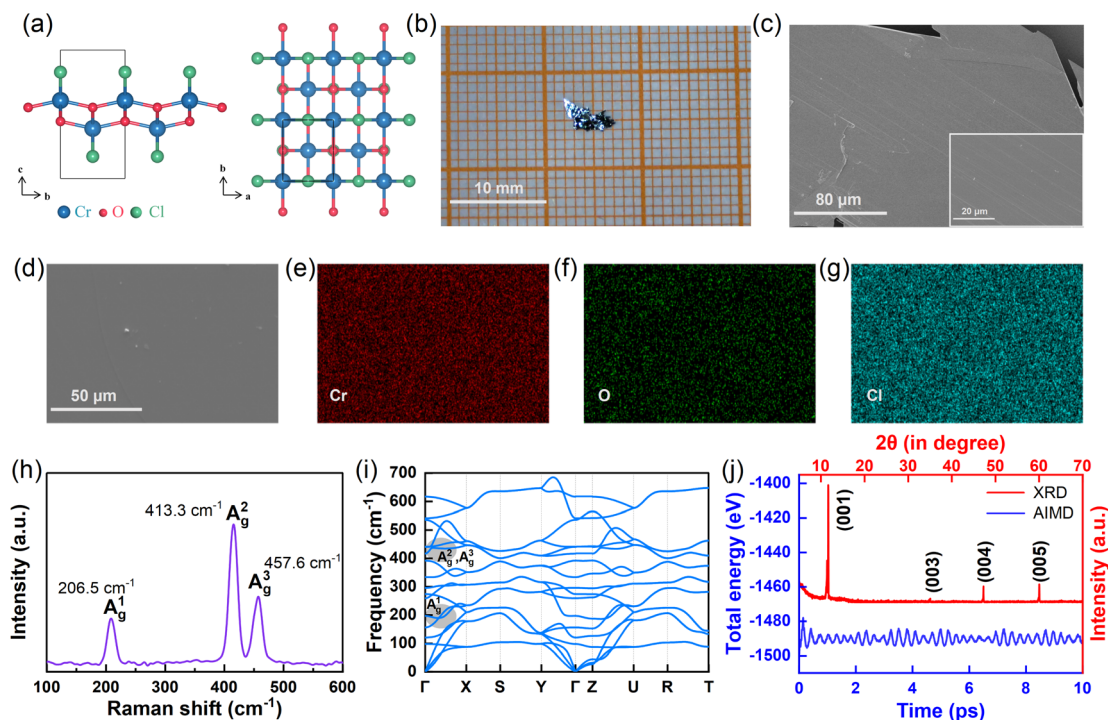 (a)
c
b
Cr O Cl
b
a
(b)
10 mm
(c)
80 μm
20 μm
(d)
50 μm
(e)
Cr
(f)
O
(g)
Cl
(h)
Intensity (a.u.)
206.5 cm⁻¹
A¹g
413.3 cm⁻¹
A²g
457.6 cm⁻¹
A³g
100 200 300 400 500 600
Raman shift (cm⁻¹)
(i)
Frequency (cm⁻¹)
700
600
500
400
300
200
100
0
A²g, A³g
A¹g
Γ X S Y Γ Z U R T
(j)
2θ (in degree)
10 20 30 40 50 60 70
Total energy (eV)
-1400
-1420
-1440
-1460
-1480
-1500
XRD
AIMD
(001)
(003)
(004)
(005)
Intensity (a.u.)
0 2 4 6 8 10
Time (ps)